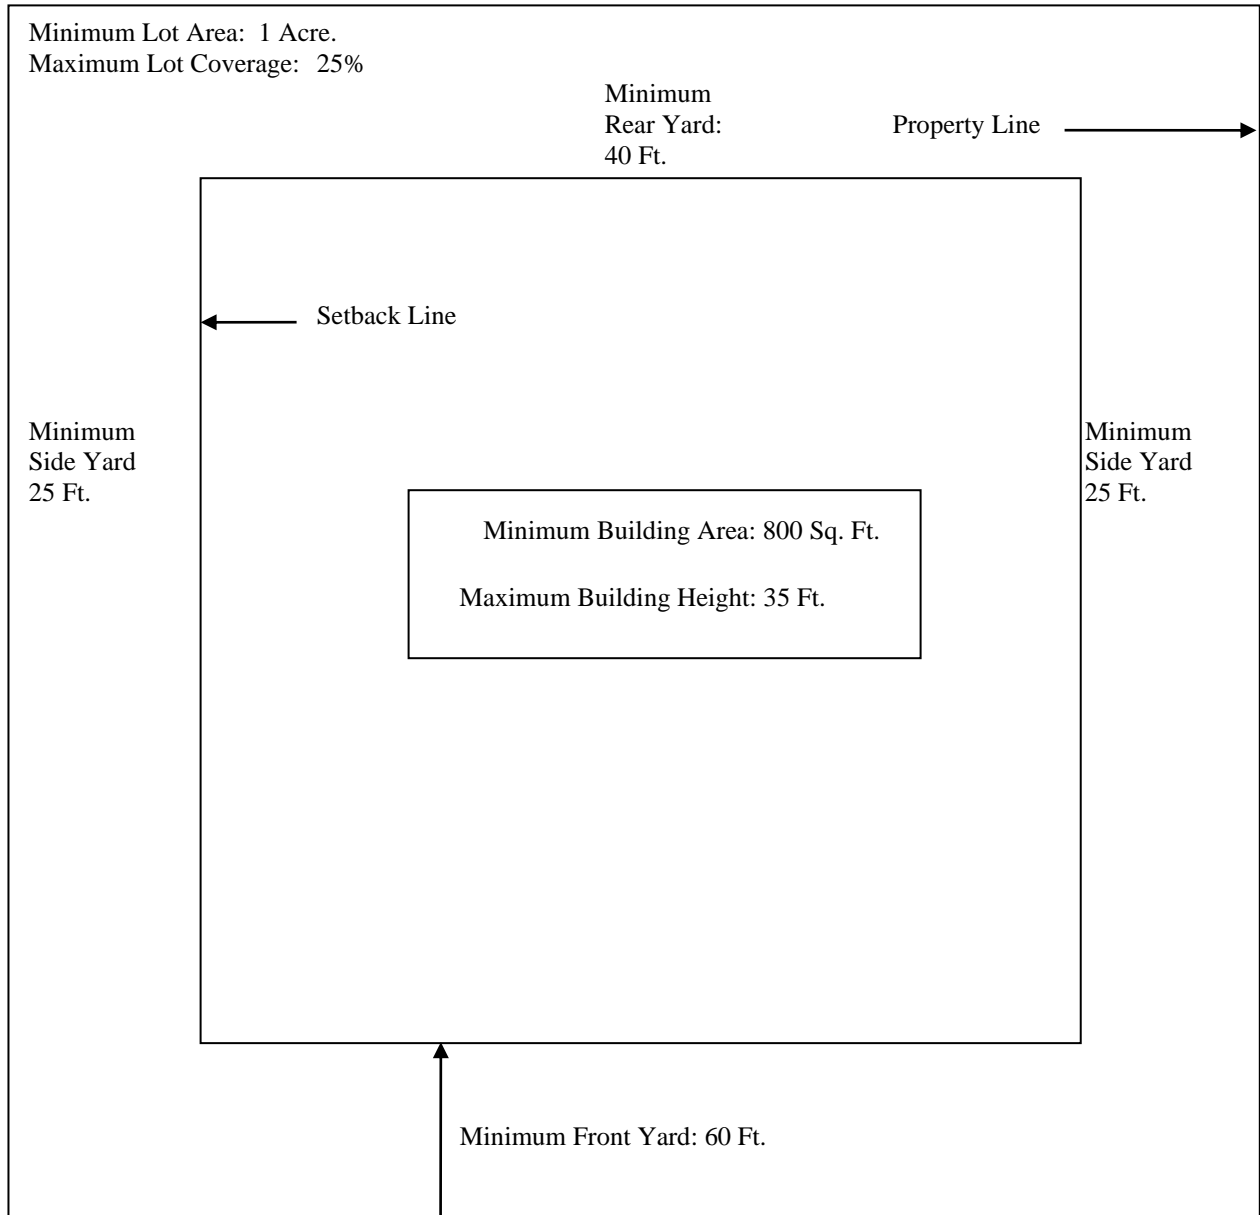 Minimum Lot Area:  1 Acre.
Maximum Lot Coverage:  25%
Minimum
Rear Yard:
40 Ft.
Property Line
Setback Line
Minimum
Side Yard
25 Ft.
Minimum
Side Yard
25 Ft.
Minimum Building Area: 800 Sq. Ft.
Maximum Building Height: 35 Ft.
Minimum Front Yard: 60 Ft.